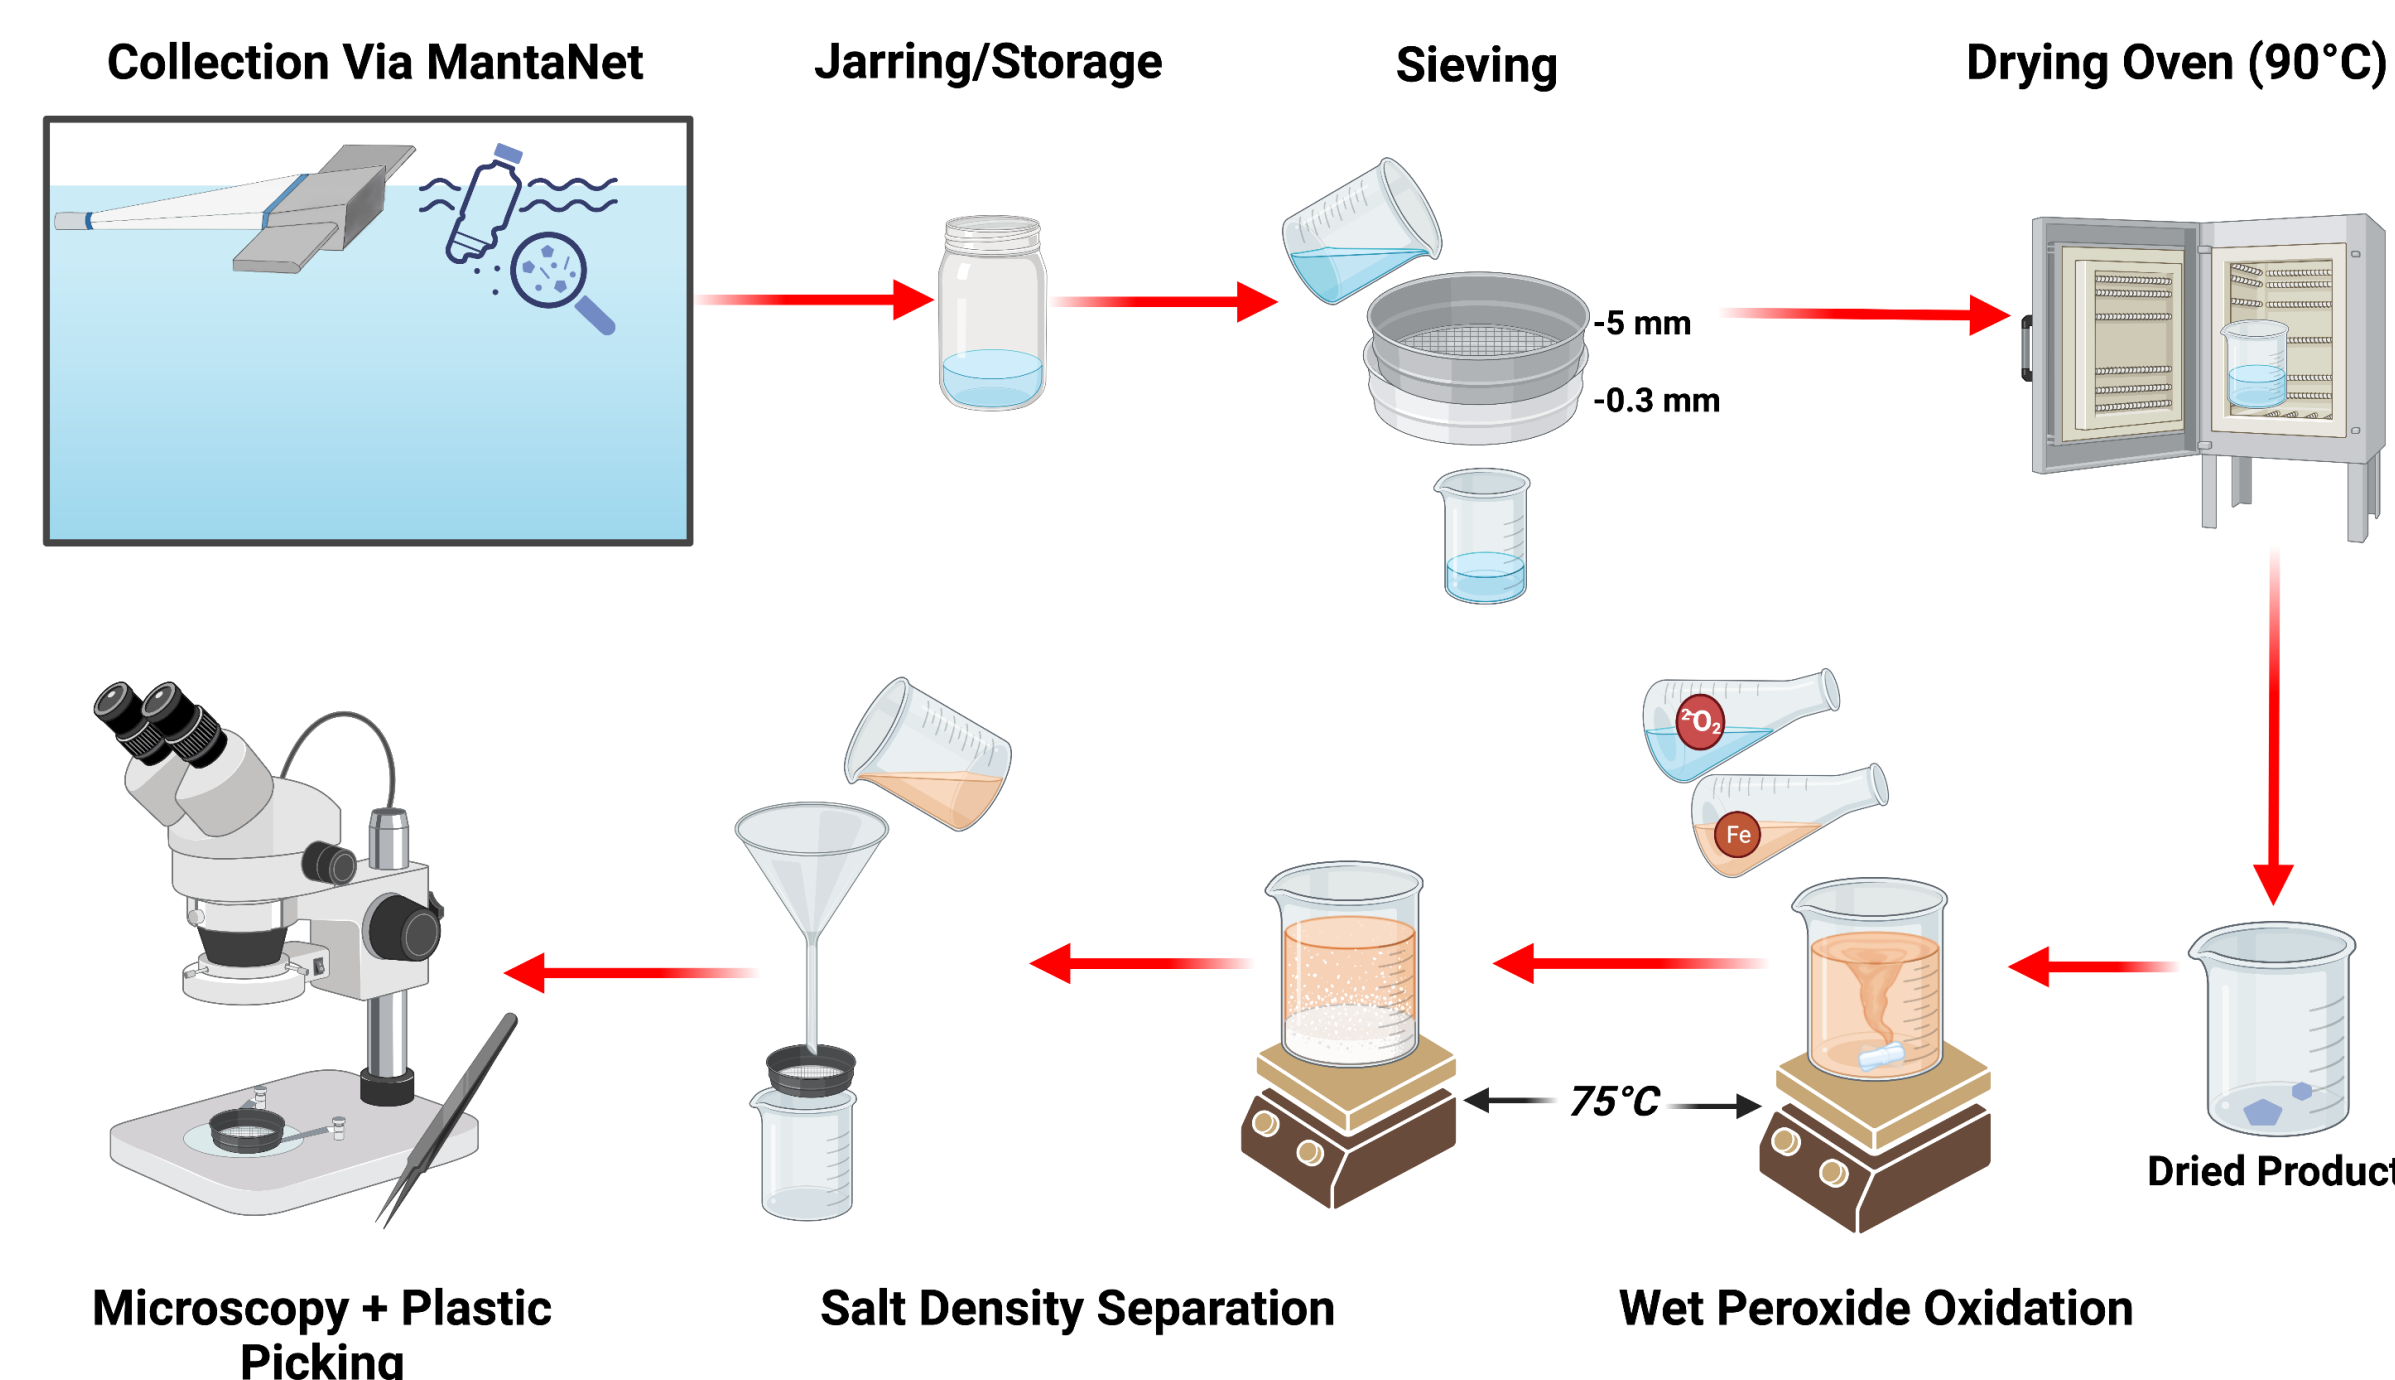 Collection Via MantaNet
Jarring/Storage
Sieving
Drying Oven (90°C)
-5 mm
-0.3 mm
2-O2
Fe
75°C
Dried Product
Microscopy + Plastic
Picking
Salt Density Separation
Wet Peroxide Oxidation